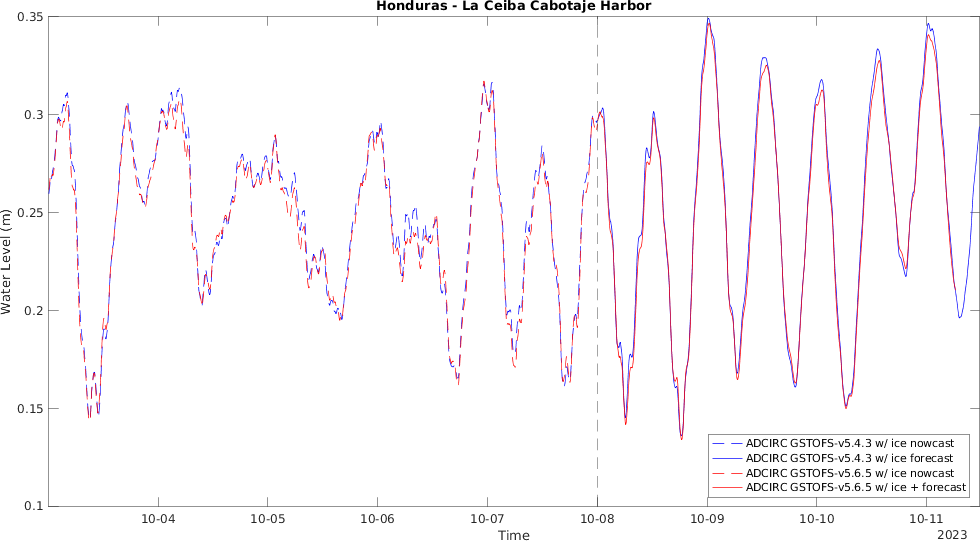 Honduras - La Ceiba Cabotaje Harbor
0.35
0.3
0.25
0.2
0.15
0.1
Water Level (m)
ADCIRC GSTOFS-v5.4.3 w/ ice nowcast
ADCIRC GSTOFS-v5.4.3 w/ ice forecast
ADCIRC GSTOFS-v5.6.5 w/ ice nowcast
ADCIRC GSTOFS-v5.6.5 w/ ice + forecast
10-04 10-05 10-06 10-07 10-08 10-09 10-10 10-11
Time
2023